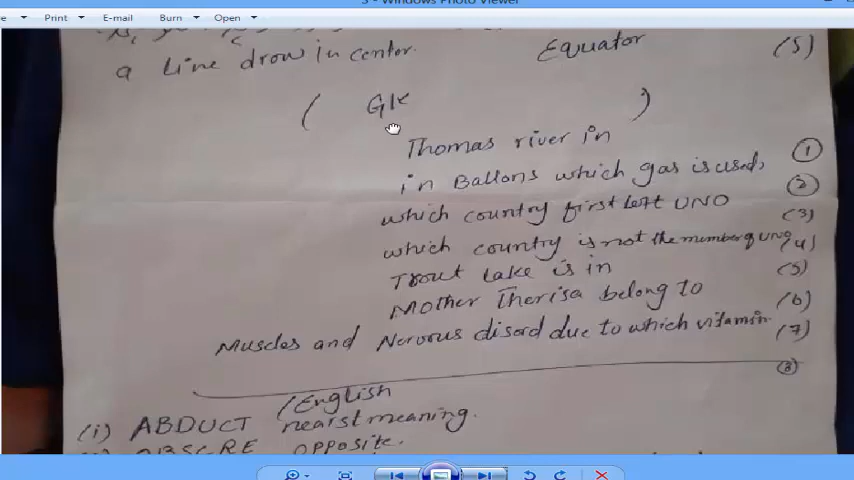 3 - Windows Photo Viewer
Print Burn Open E-mail
a Line drow in center. Equator (5)
( GK )
Thomas river in (1)
in Ballons which gas is used, (2)
which country first left UNO (3)
which country is not the member of UNO (4)
Trout lake is in (5)
Mother Therisa belong to (6)
Muscles and Nervous disord due to which vitamin. (7)
(8)
(English
(i) ABDUCT nearst meaning.
OBSCRE opposite.